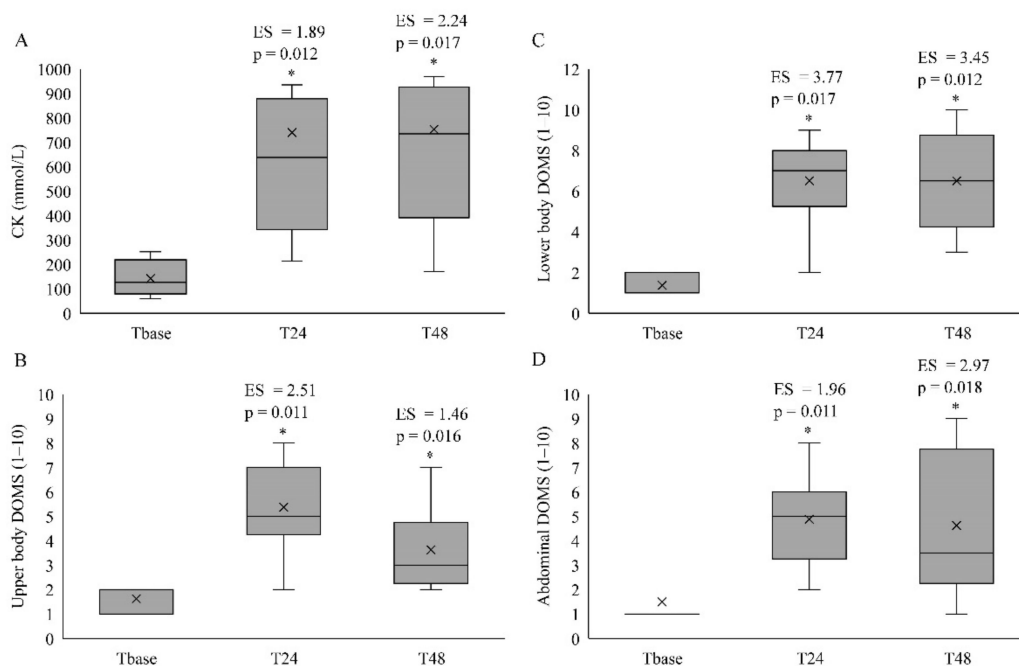 A
ES = 1.89
p = 0.012
*
ES = 2.24
p = 0.017
*
CK (mmol/L)
1000
900
800
700
600
500
400
300
200
100
0
Tbase T24 T48
C
ES = 3.77
p = 0.017
*
ES = 3.45
p = 0.012
*
Lower body DOMS (1–10)
12
10
8
6
4
2
0
Tbase T24 T48
B
ES = 2.51
p = 0.011
*
ES = 1.46
p = 0.016
*
Upper body DOMS (1–10)
10
9
8
7
6
5
4
3
2
1
0
Tbase T24 T48
D
ES = 1.96
p = 0.011
*
ES = 2.97
p = 0.018
*
Abdominal DOMS (1–10)
10
9
8
7
6
5
4
3
2
1
0
Tbase T24 T48